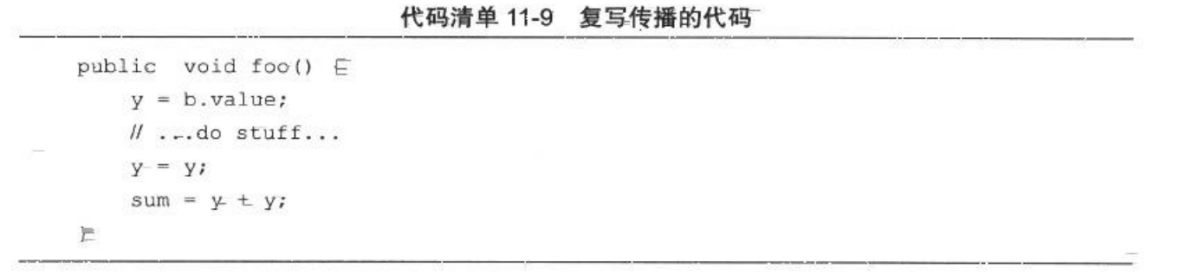 代码清单 11-9 复写传播的代码
public void foo() {
y = b.value;
// ...do stuff...
y = y;
sum = y + y;
}